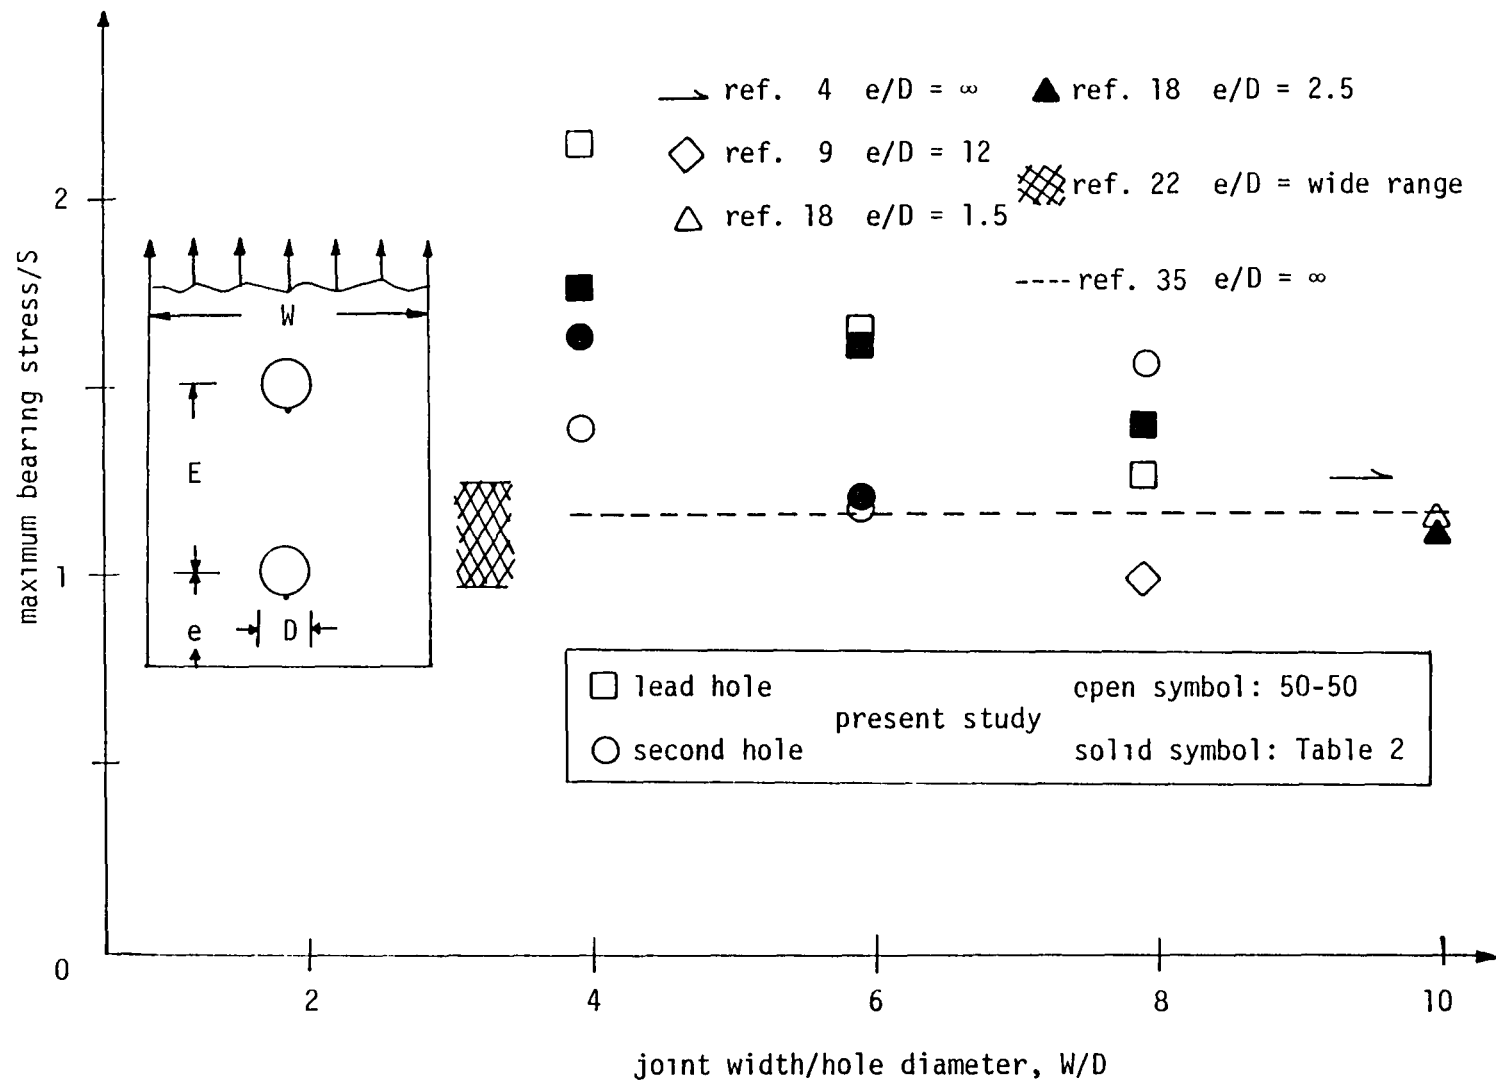 maximum bearing stress/S
2
1
0
ref. 4 e/D = ∞
ref. 9 e/D = 12
ref. 18 e/D = 1.5
ref. 18 e/D = 2.5
ref. 22 e/D = wide range
ref. 35 e/D = ∞
W
E
e
D
lead hole
second hole
present study
open symbol: 50-50
solid symbol: Table 2
2
4
6
8
10
joint width/hole diameter, W/D